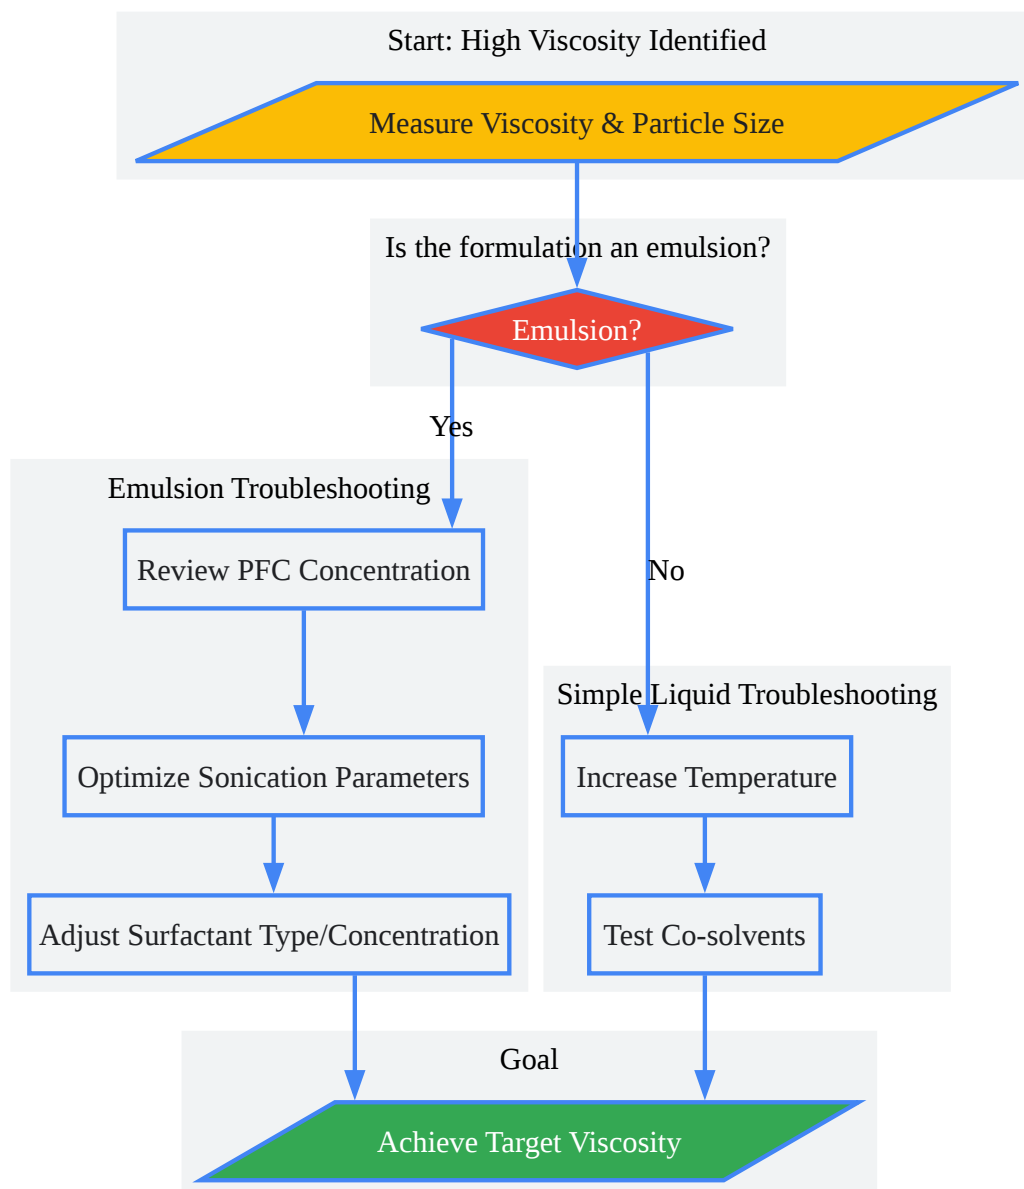 Start: High Viscosity Identified
Measure Viscosity & Particle Size
Is the formulation an emulsion?
Emulsion?
Yes
Emulsion Troubleshooting
Review PFC Concentration
No
Simple Liquid Troubleshooting
Optimize Sonication Parameters
Increase Temperature
Adjust Surfactant Type/Concentration
Test Co-solvents
Goal
Achieve Target Viscosity